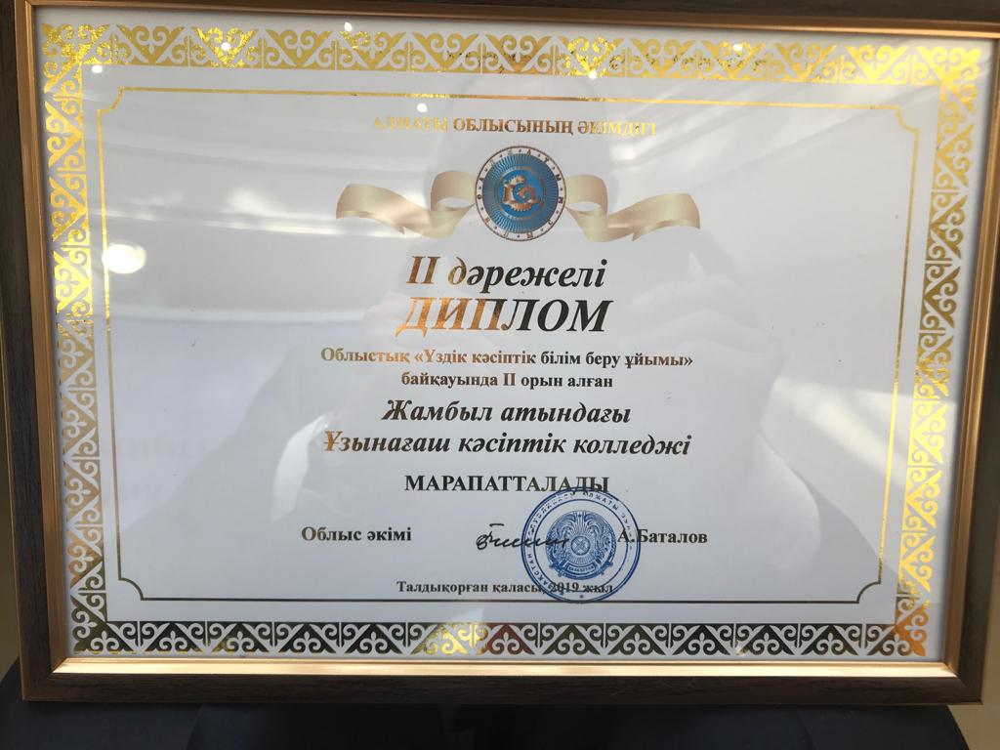 АЛМАТЫ ОБЛЫСЫНЫҢ ӘКІМДІГІ
II дәрежелі
ДИПЛОМ
Облыстық «Үздік кәсіптік білім беру ұйымы»
байқауында II орын алған
Жамбыл атындағы
Ұзынағаш кәсіптік колледжі
МАРАПАТТАЛАДЫ
Облыс әкімі А.Баталов
Талдықорған қаласы, 2019 жыл